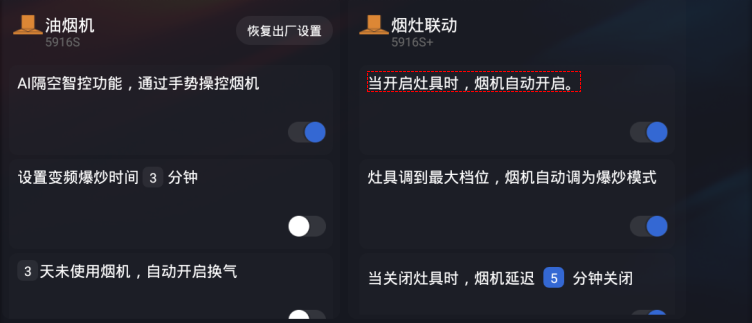 油烟机
5916S
恢复出厂设置
AI隔空智控功能，通过手势操控烟机
设置变频爆炒时间 3 分钟
3 天未使用烟机，自动开启换气
烟灶联动
5916S+
当开启灶具时，烟机自动开启。
灶具调到最大档位，烟机自动调为爆炒模式
当关闭灶具时，烟机延迟 5 分钟关闭